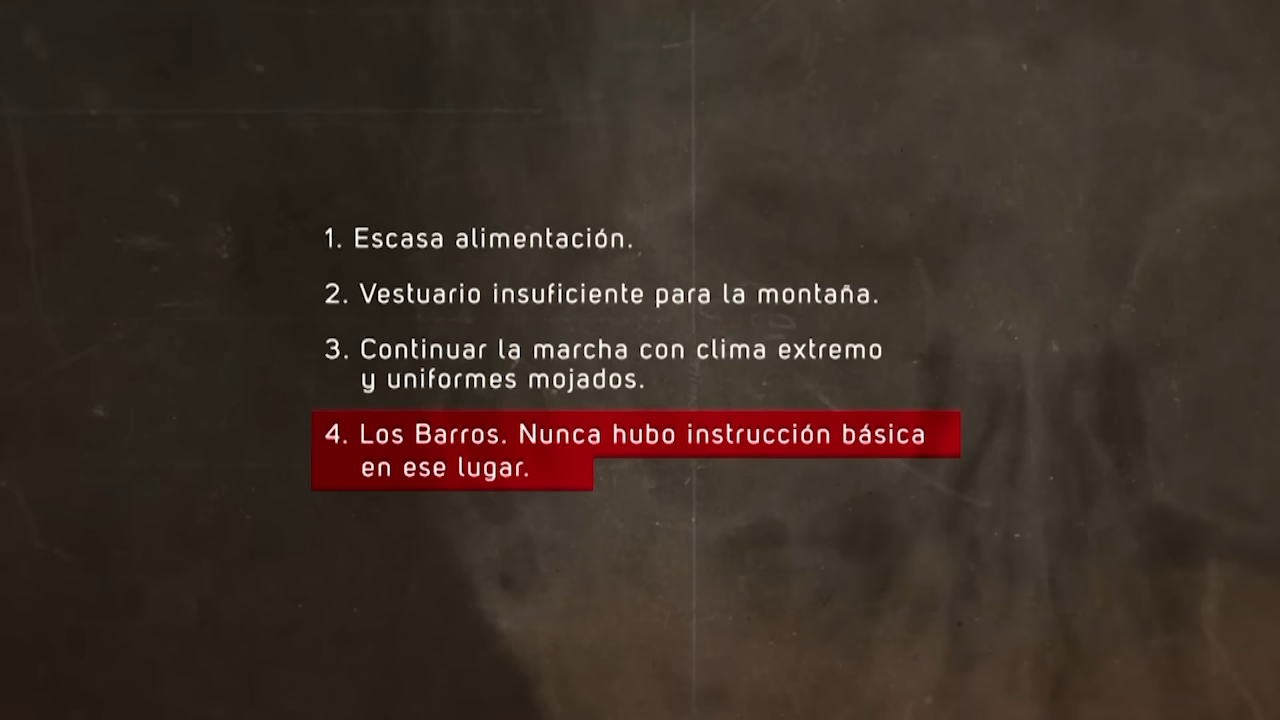 1. Escasa alimentación.
2. Vestuario insuficiente para la montaña.
3. Continuar la marcha con clima extremo
y uniformes mojados.
4. Los Barros. Nunca hubo instrucción básica
en ese lugar.